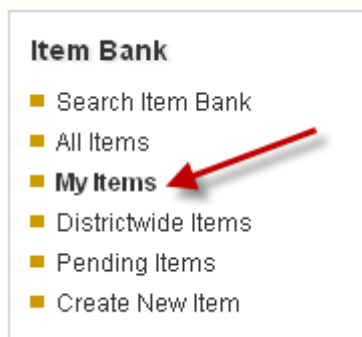 Item Bank
Search Item Bank
All Items
My Items
Districtwide Items
Pending Items
Create New Item